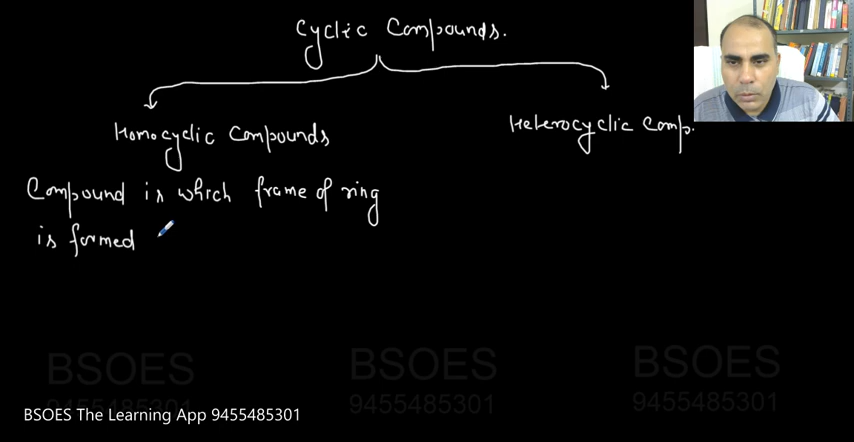 Cyclic Compounds.
Homocyclic Compounds
Heterocyclic Comp.
Compound is which frame of ring
is formed
BSOES BSOES BSOES
9455485301 9455485301 9455485301
BSOES The Learning App 9455485301